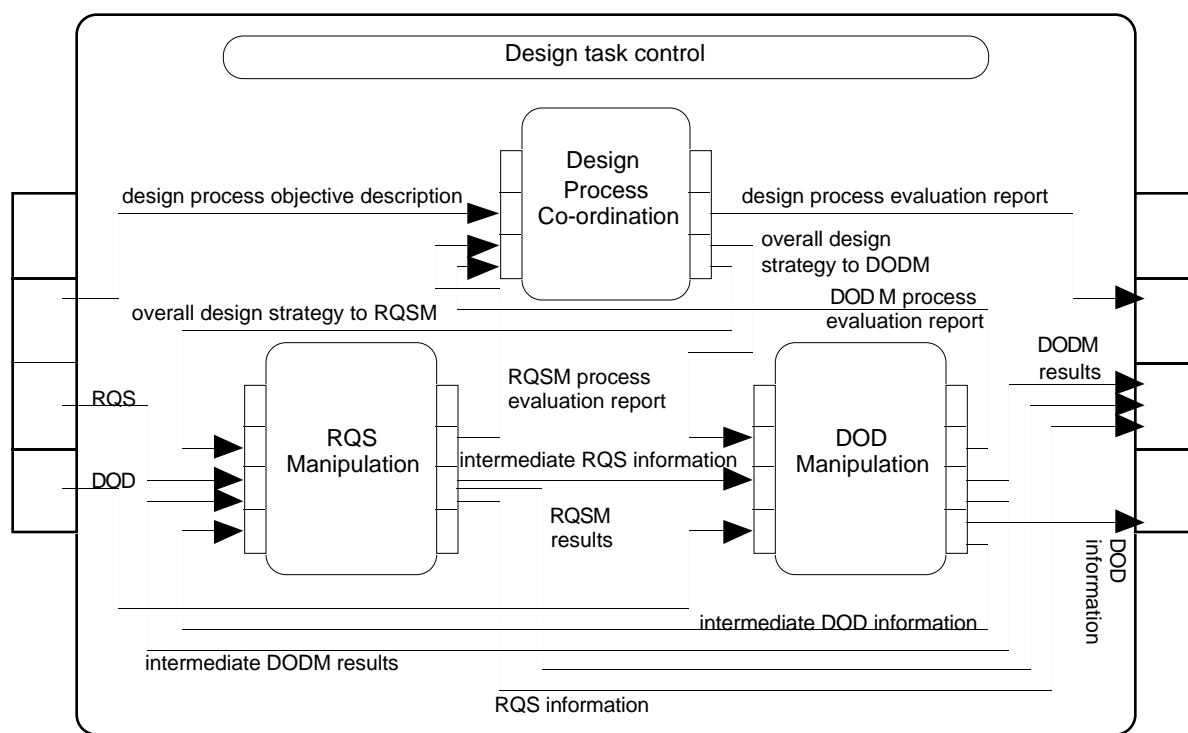 Design task control
Design
Process
Co-ordination
design process objective description
design process evaluation report
overall design
strategy to DODM
overall design strategy to RQSM
DOD M process
evaluation report
DODM
results
RQS
RQSM process
evaluation report
RQS
Manipulation
DOD
Manipulation
intermediate RQS information
DOD
RQSM
results
DOD
information
intermediate DOD information
intermediate DODM results
RQS information